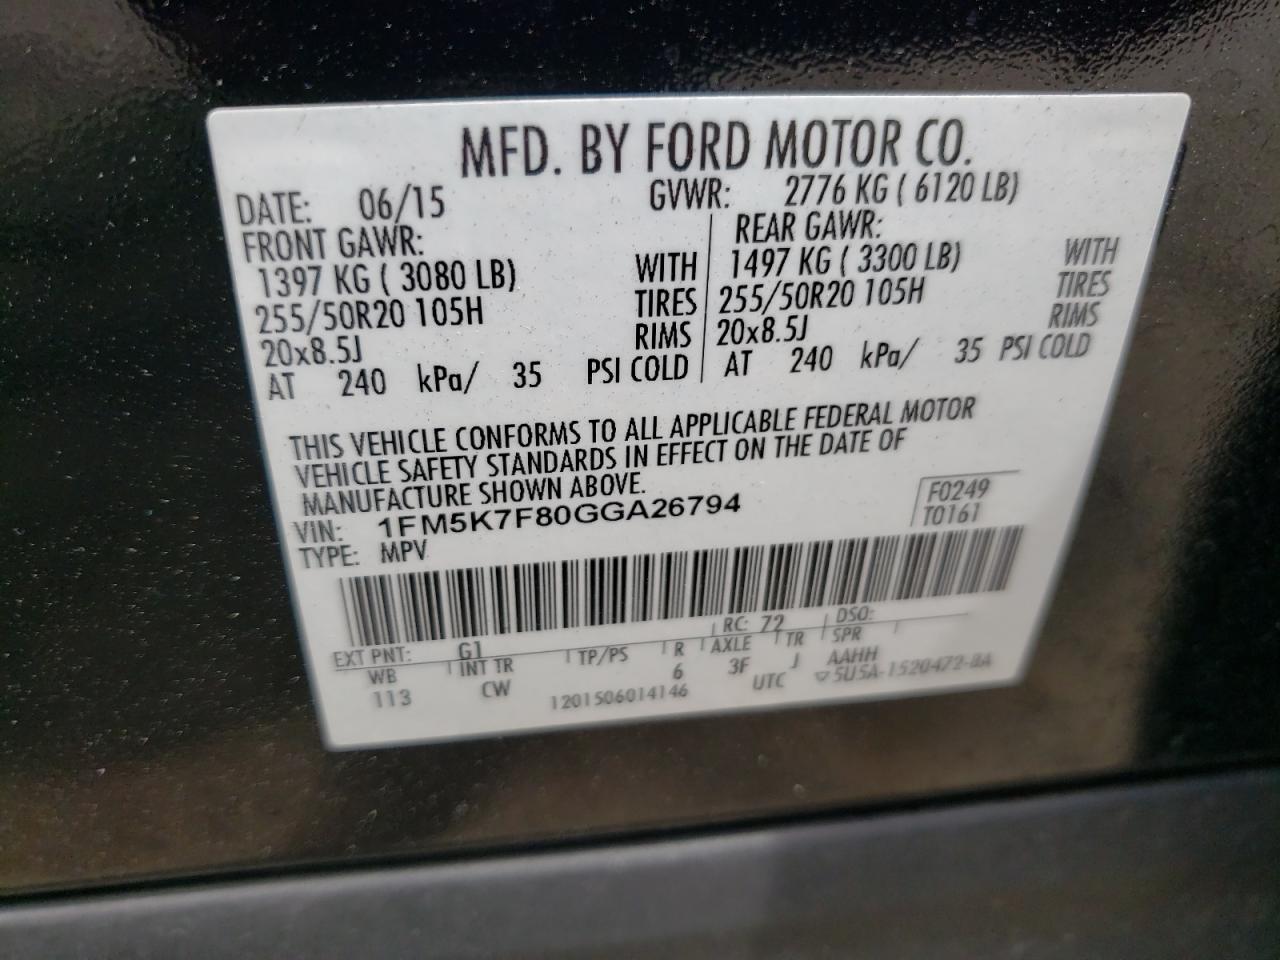 MFD. BY FORD MOTOR CO.
DATE: 06/15 GVWR: 2776 KG ( 6120 LB)
FRONT GAWR: REAR GAWR:
1397 KG ( 3080 LB) WITH 1497 KG ( 3300 LB) WITH
255/50R20 105H TIRES 255/50R20 105H TIRES
20x8.5J RIMS 20x8.5J RIMS
AT 240 kPa/ 35 PSI COLD AT 240 kPa/ 35 PSI COLD
THIS VEHICLE CONFORMS TO ALL APPLICABLE FEDERAL MOTOR
VEHICLE SAFETY STANDARDS IN EFFECT ON THE DATE OF
MANUFACTURE SHOWN ABOVE.
VIN: 1FM5K7F80GGA26794 F0249
TYPE: MPV T0161
EXT PNT: G1 RC: 72 DSO:
WB INT TR TP/PS R AXLE TR SPR
113 CW 6 3F J AAHH
1201506014146 UTC ▽5U5A-1520472-BA